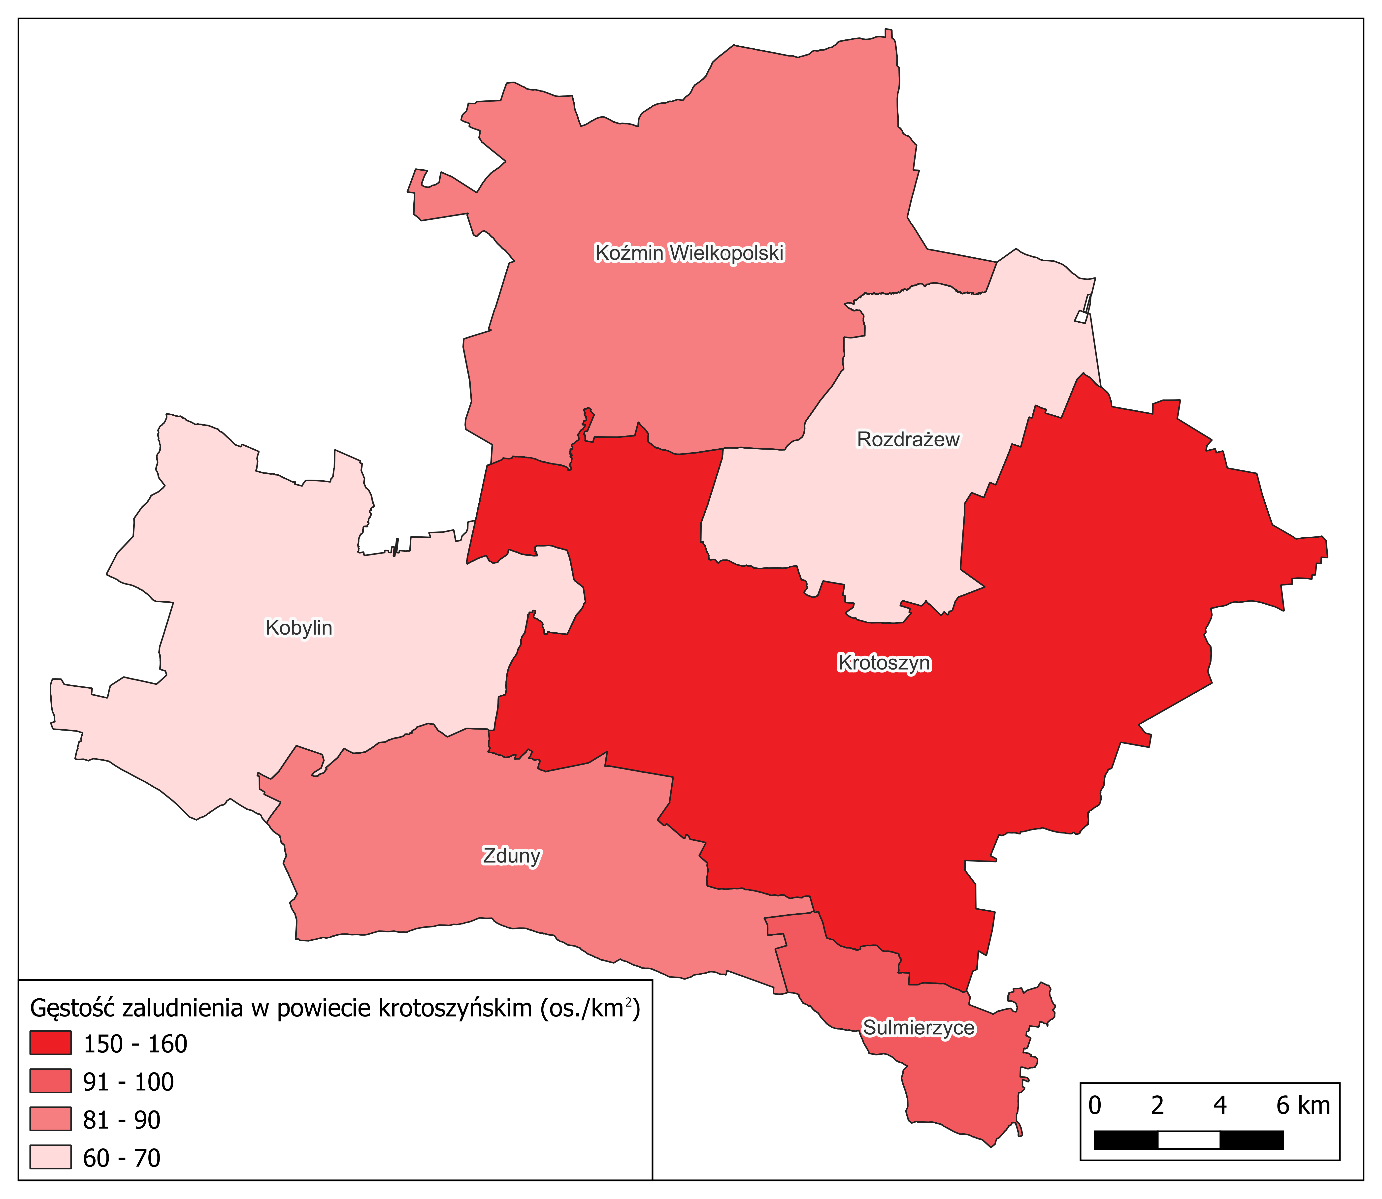 Koźmin Wielkopolski
Rozdrażew
Kobylin
Krotoszyn
Zduny
Sulmierzyce
Gęstość zaludnienia w powiecie krotoszyńskim (os./km²)
150 - 160
91 - 100
81 - 90
60 - 70
0 2 4 6 km